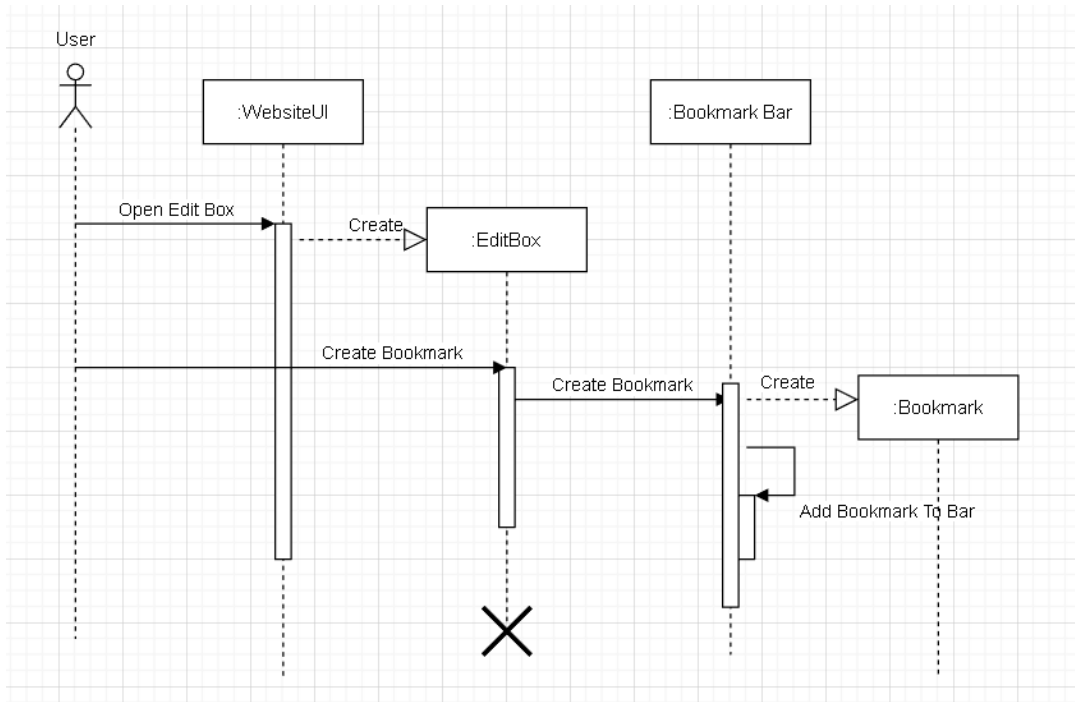 User
:WebsiteUI
:Bookmark Bar
Open Edit Box
Create
:EditBox
Create Bookmark
Create Bookmark
Create
:Bookmark
Add Bookmark To Bar